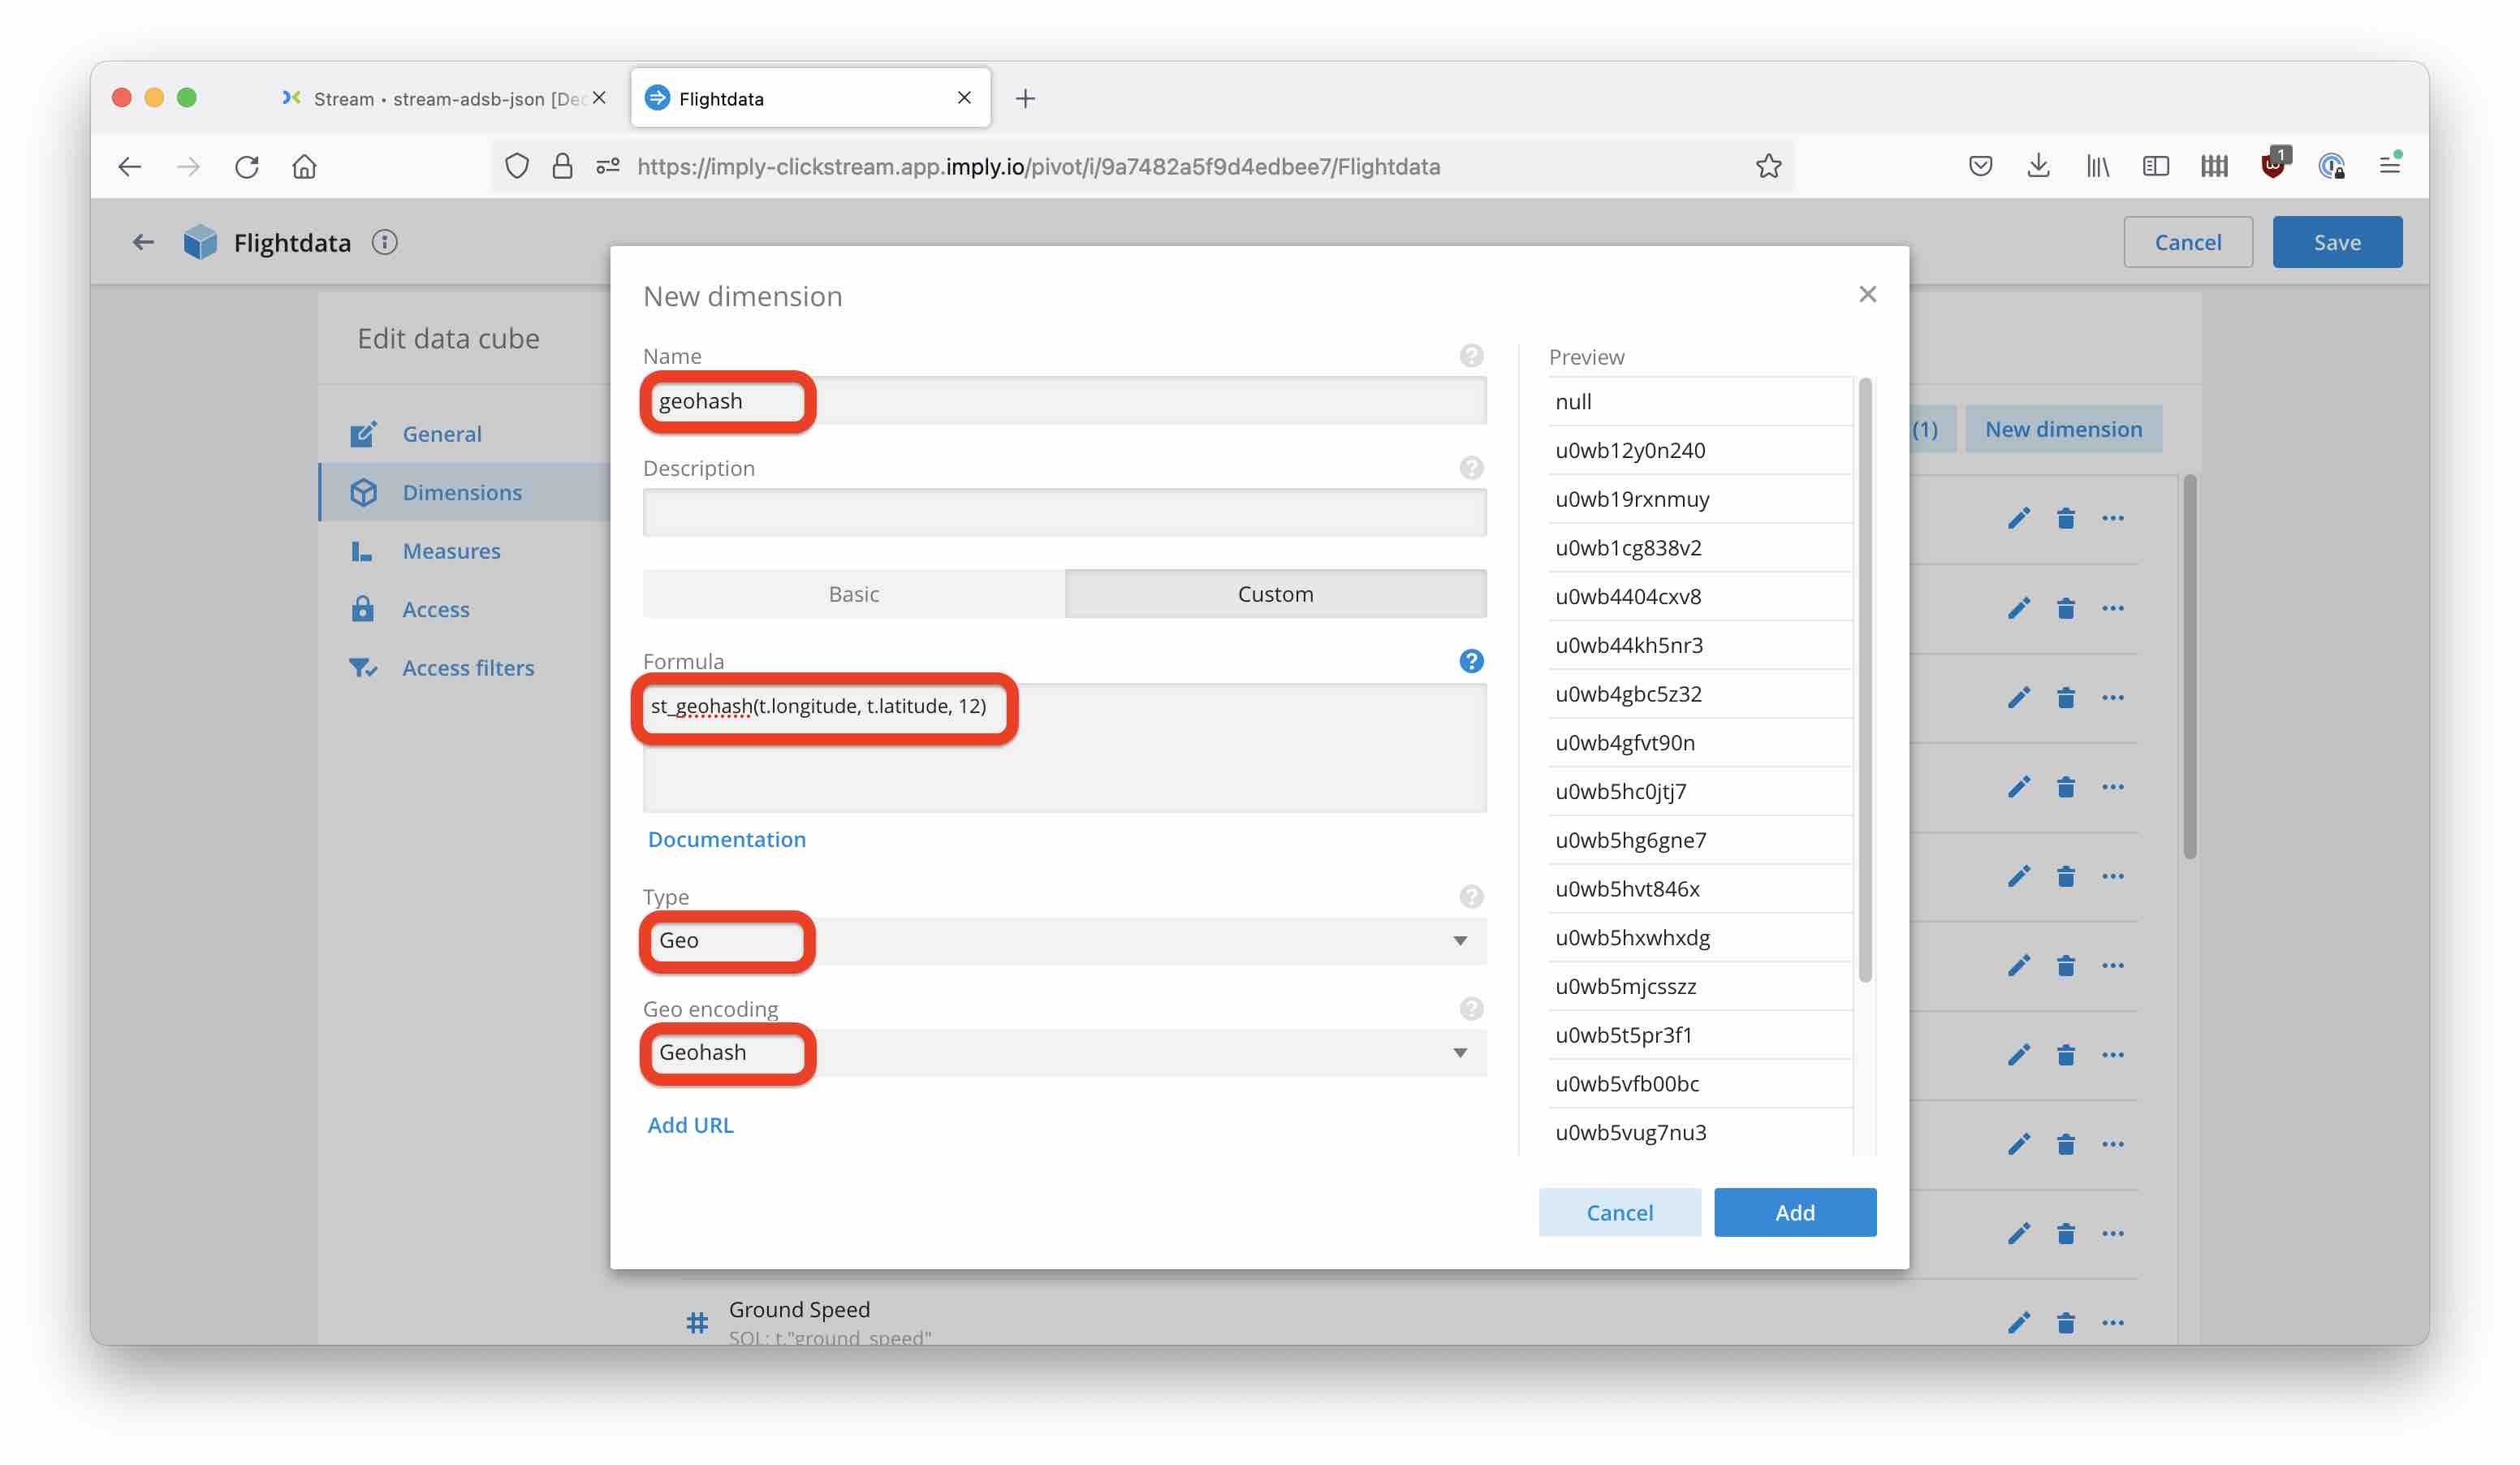 Stream • stream-adsb-json [Dec
Flightdata
https://imply-clickstream.app.imply.io/pivot/i/9a7482a5f9d4edbee7/Flightdata
1
Flightdata
Cancel
Save
Edit data cube
General
Dimensions
Measures
Access
Access filters
(1)
New dimension
New dimension
Name
geohash
Description
Basic
Custom
Formula
st_geohash(t.longitude, t.latitude, 12)
Documentation
Type
Geo
Geo encoding
Geohash
Add URL
Preview
null
u0wb12y0n240
u0wb19rxnmuy
u0wb1cg838v2
u0wb4404cxv8
u0wb44kh5nr3
u0wb4gbc5z32
u0wb4gfvt90n
u0wb5hc0jtj7
u0wb5hg6gne7
u0wb5hvt846x
u0wb5hxwhxdg
u0wb5mjcsszz
u0wb5t5pr3f1
u0wb5vfb00bc
u0wb5vug7nu3
Cancel
Add
Ground Speed
SQL: t."ground_speed"